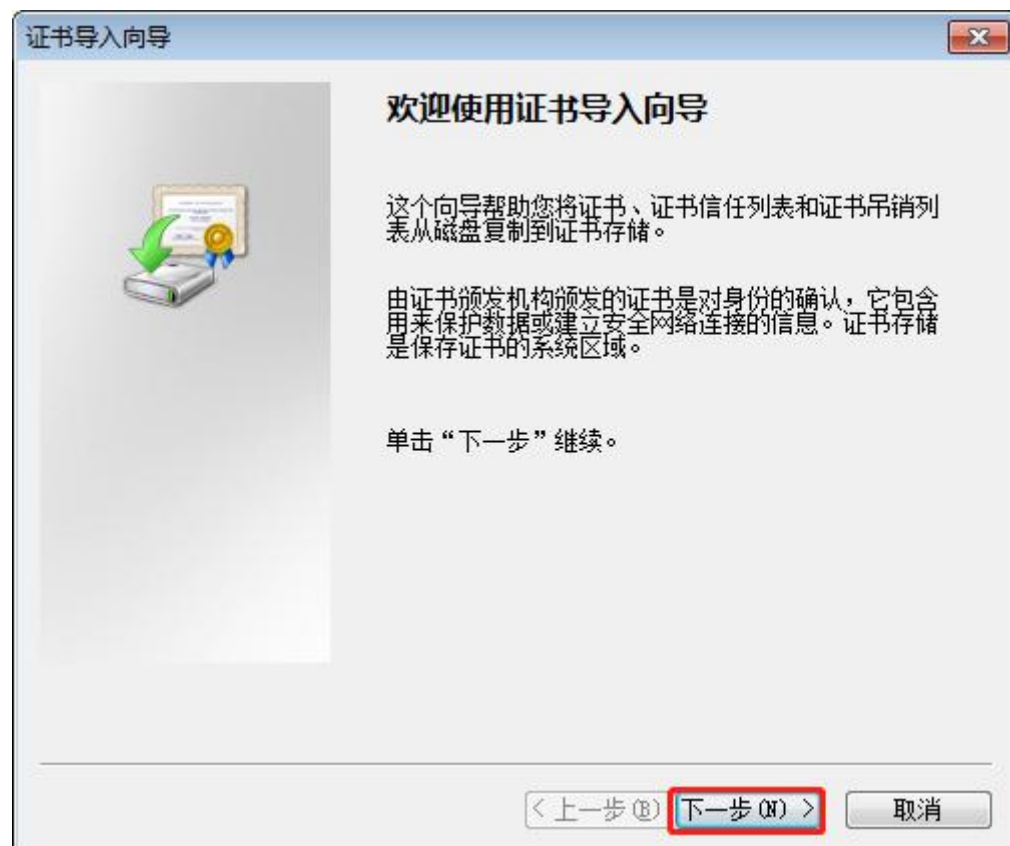 证书导入向导
欢迎使用证书导入向导
这个向导帮助您将证书、证书信任列表和证书吊销列
表从磁盘复制到证书存储。
由证书颁发机构颁发的证书是对身份的确认，它包含
用来保护数据或建立安全网络连接的信息。证书存储
是保存证书的系统区域。
单击“下一步”继续。
< 上一步(B) 下一步(N) > 取消